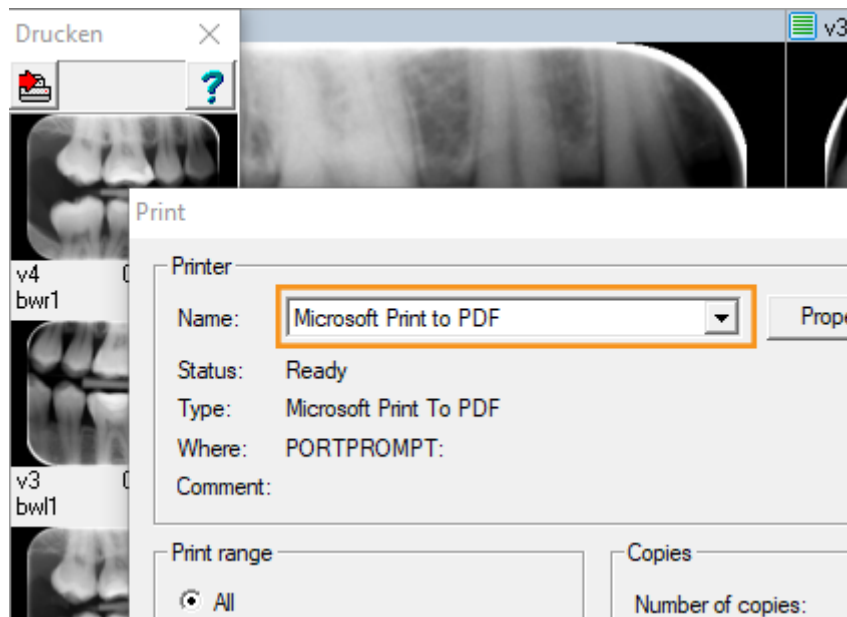 Drucken
v3
v4
bwr1
v3
bwl1
Print
Printer
Name: Microsoft Print to PDF
Status: Ready
Type: Microsoft Print To PDF
Where: PORTPROMPT:
Comment:
Print range
All
Copies
Number of copies: